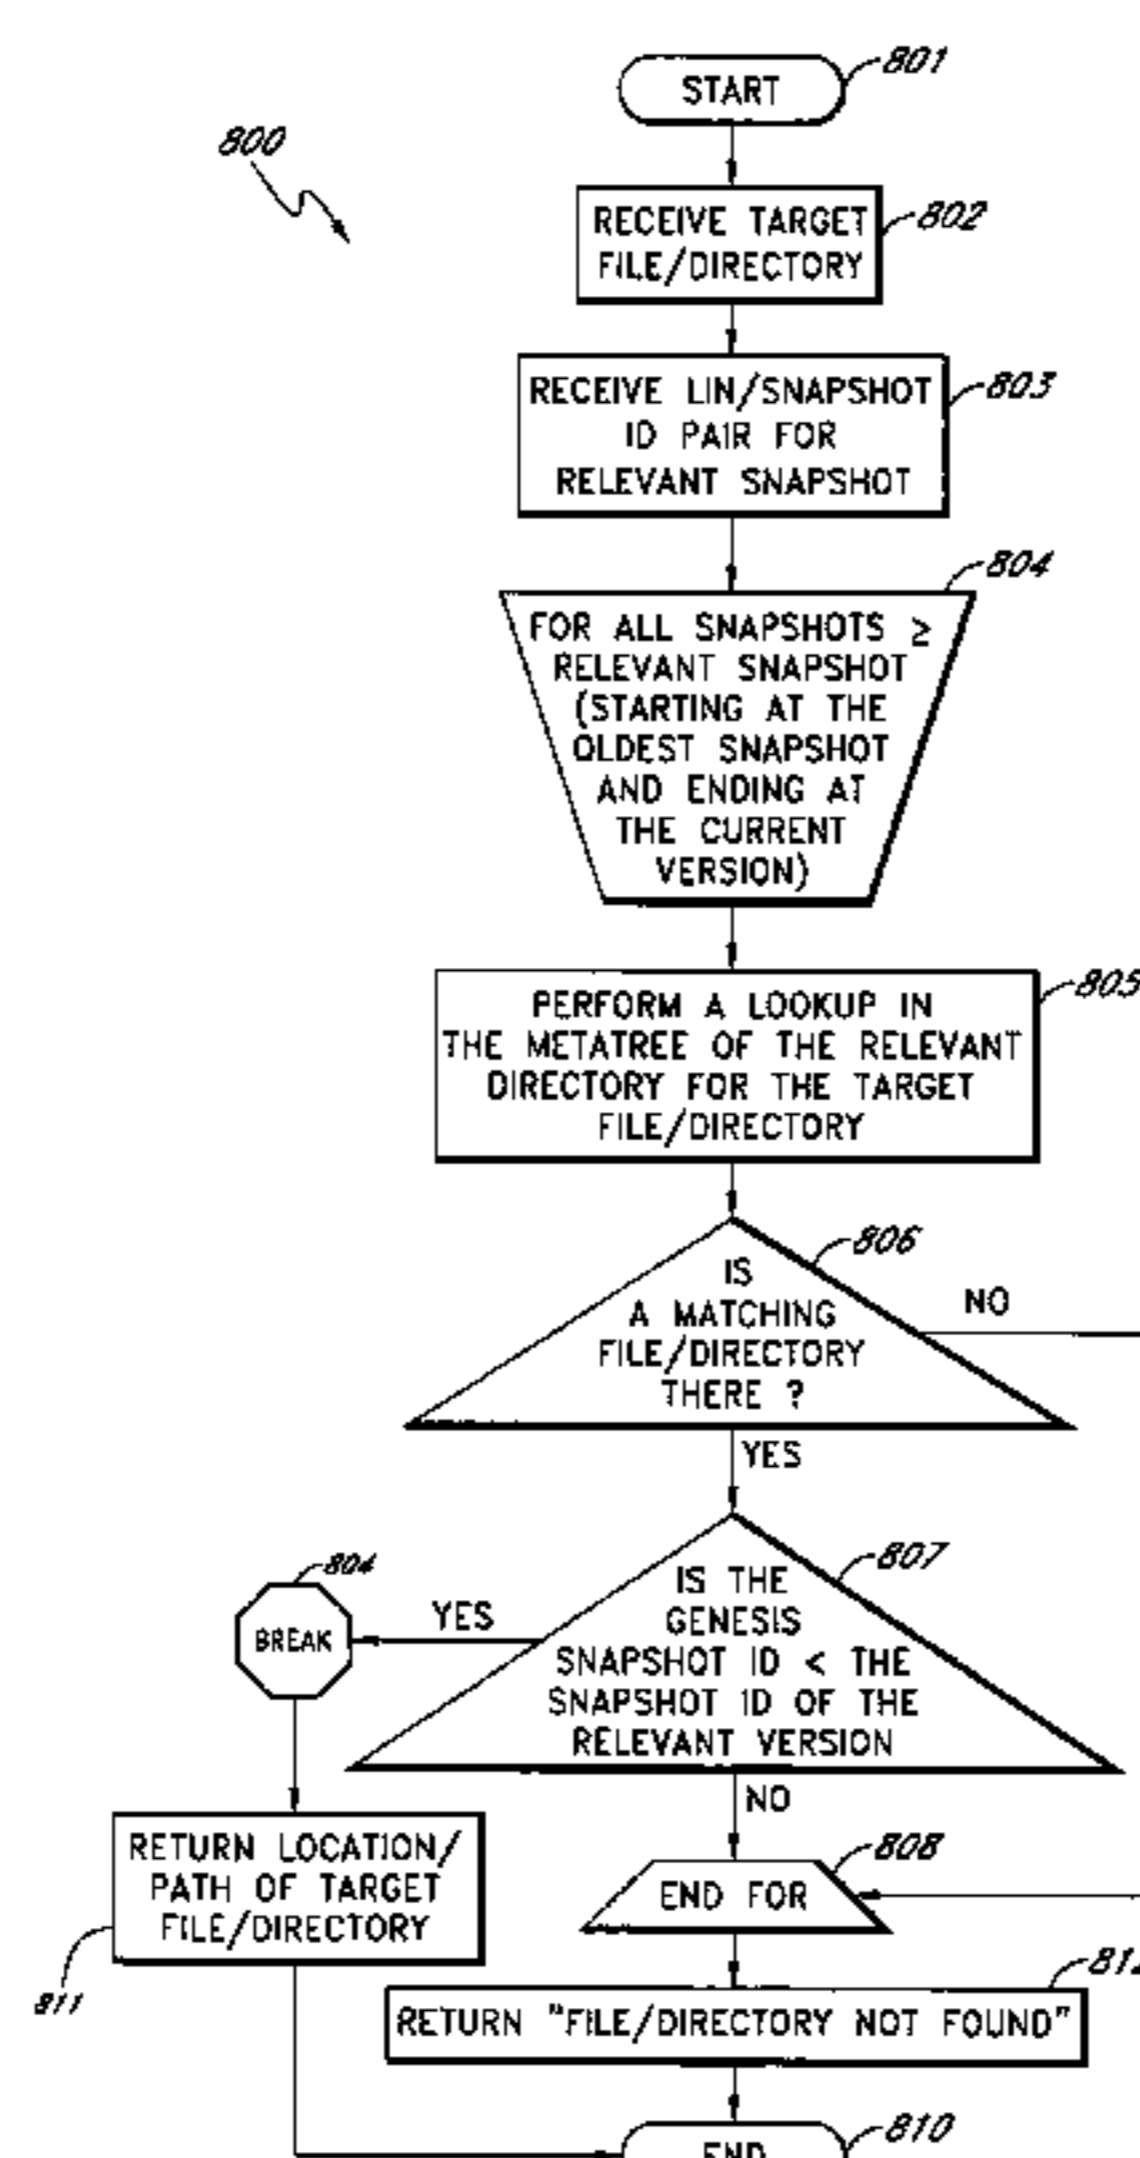 801
START
800
RECEIVE TARGET
FILE/DIRECTORY
802
RECEIVE LIN/SNAPSHOT
ID PAIR FOR
RELEVANT SNAPSHOT
803
804
FOR ALL SNAPSHOTS ≥
RELEVANT SNAPSHOT
(STARTING AT THE
OLDEST SNAPSHOT
AND ENDING AT
THE CURRENT
VERSION)
805
PERFORM A LOOKUP IN
THE METATREE OF THE RELEVANT
DIRECTORY FOR THE TARGET
FILE/DIRECTORY
806
IS
A MATCHING
FILE/DIRECTORY
THERE ?
NO
YES
807
IS THE
GENESIS
SNAPSHOT ID < THE
SNAPSHOT ID OF THE
RELEVANT VERSION
YES
804
BREAK
NO
RETURN LOCATION/
PATH OF TARGET
FILE/DIRECTORY
811
808
END FOR
812
RETURN "FILE/DIRECTORY NOT FOUND"
810
END